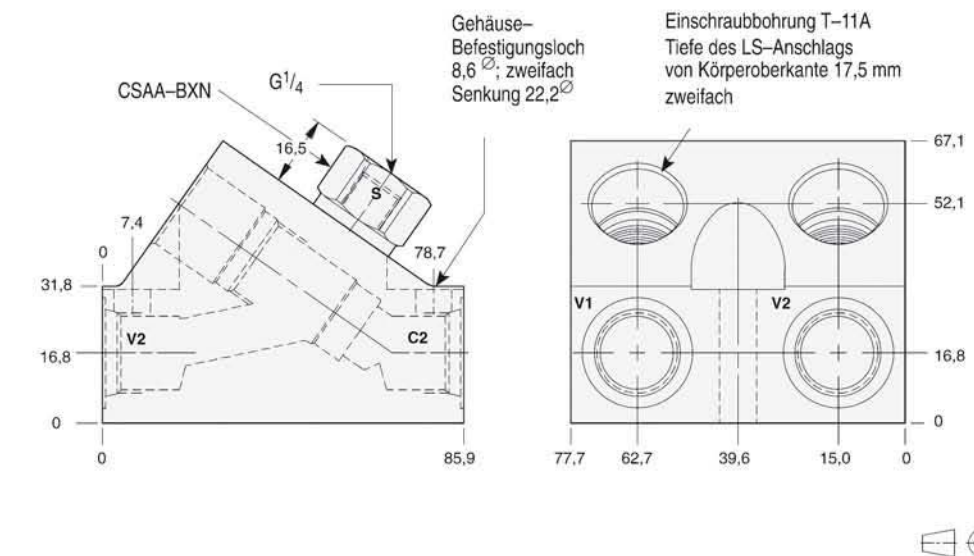 Gehäuse–
Befestigungsloch
8,6 Ø; zweifach
Senkung 22,2Ø
Einschraubbohrung T–11A
Tiefe des LS–Anschlags
von Körperoberkante 17,5 mm
zweifach
CSAA–BXN
G1/4
16,5
S
7,4
0
78,7
31,8
V2
C2
16,8
0
0
85,9
67,1
52,1
V1
V2
16,8
0
77,7
62,7
39,6
15,0
0